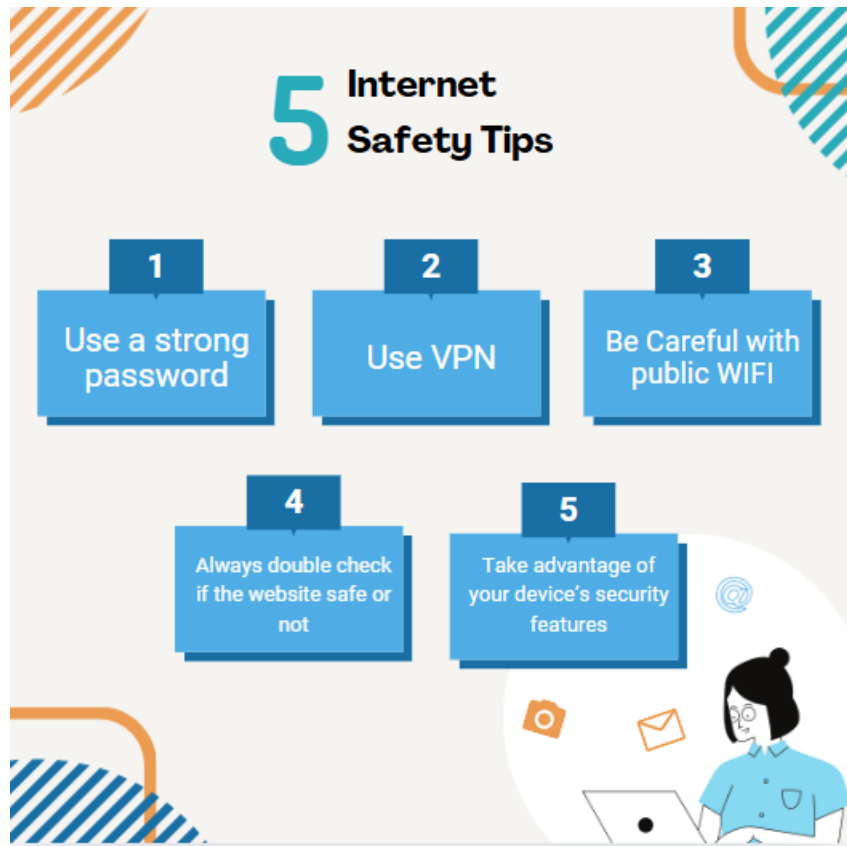 5
Internet
Safety Tips
1
Use a strong
password
2
Use VPN
3
Be Careful with
public WIFI
4
Always double check
if the website safe or
not
5
Take advantage of
your device's security
features
@